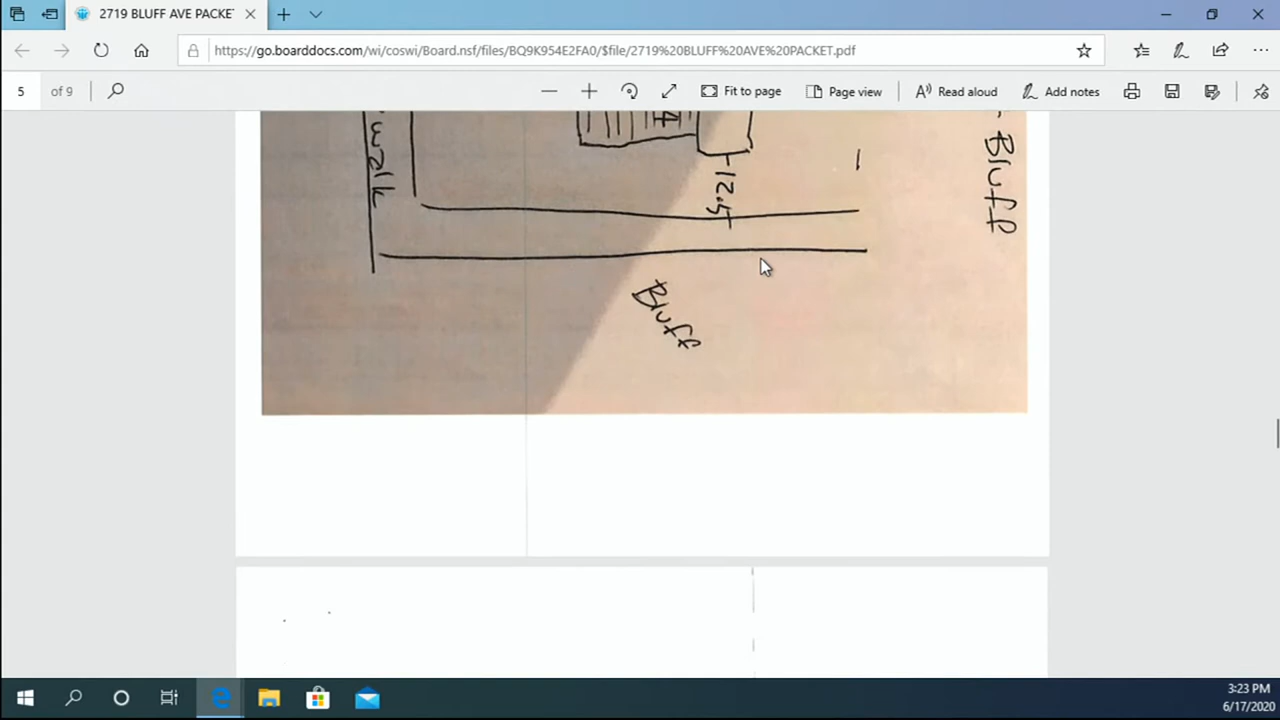 2719 BLUFF AVE PACKE
https://go.boarddocs.com/wi/coswi/Board.nsf/files/BQ9K954E2FA0/$file/2719%20BLUFF%20AVE%20PACKET.pdf
5 of 9
Fit to page
Page view
Read aloud
Add notes
walk
12.5
Bluff
Bluff
3:23 PM
6/17/2020